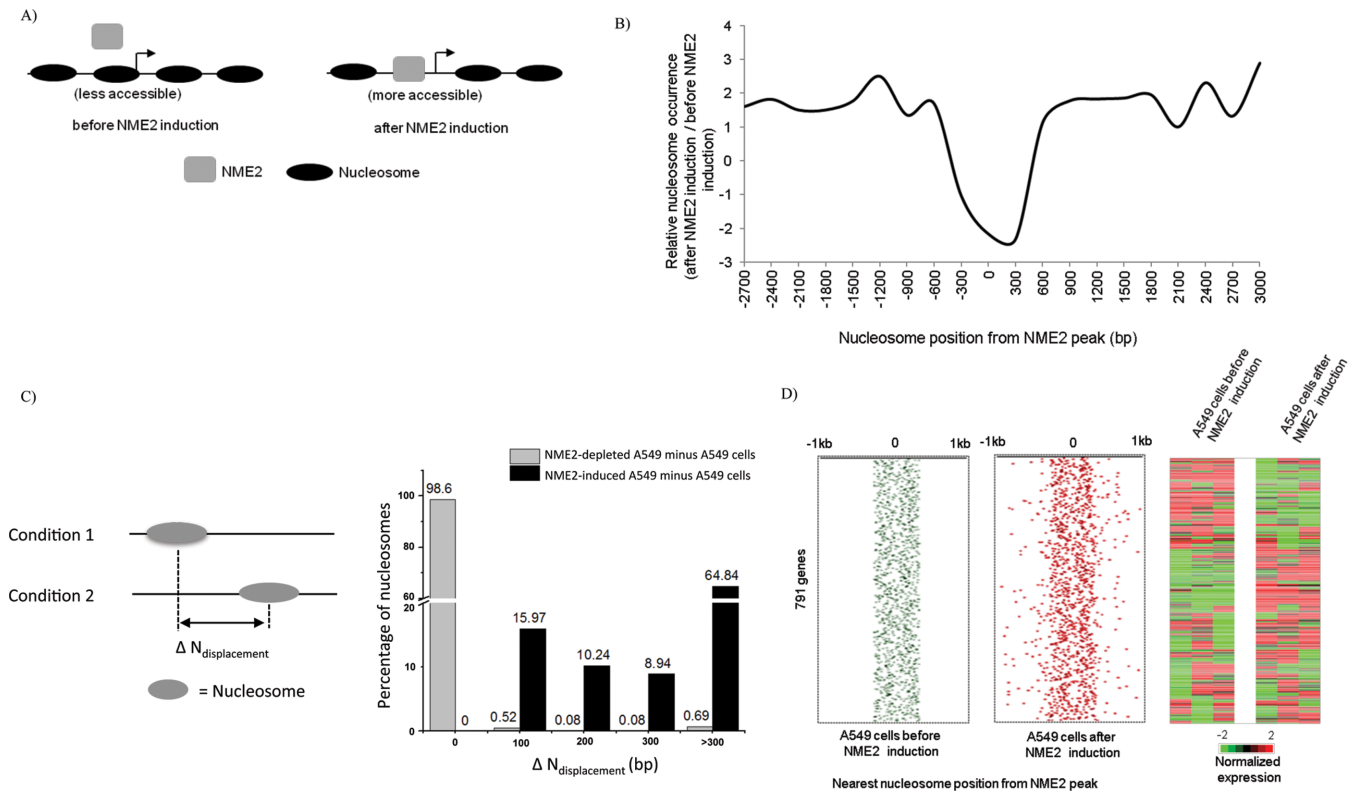 A)
(less accessible)
before NME2 induction
(more accessible)
after NME2 induction
NME2
Nucleosome
B)
Relative nucleosome occurrence
(after NME2 induction / before NME2
induction)
4
3
2
1
0
-1
-2
-3
-2700
-2400
-2100
-1800
-1500
-1200
-900
-600
-300
0
300
600
900
1200
1500
1800
2100
2400
2700
3000
Nucleosome position from NME2 peak (bp)
C)
Condition 1
Condition 2
Δ Ndisplacement
= Nucleosome
NME2-depleted A549 minus A549 cells
NME2-induced A549 minus A549 cells
Percentage of nucleosomes
100
80
60
20
10
0
98.6
0
0.52
15.97
0.08
10.24
0.08
8.94
0.69
64.84
0
100
200
300
>300
Δ Ndisplacement (bp)
D)
A549 cells before
NME2 induction
A549 cells after
NME2 induction
-1kb
0
1kb
-1kb
0
1kb
791 genes
A549 cells before
NME2 induction
A549 cells after
NME2 induction
Nearest nucleosome position from NME2 peak
-2
2
Normalized
expression